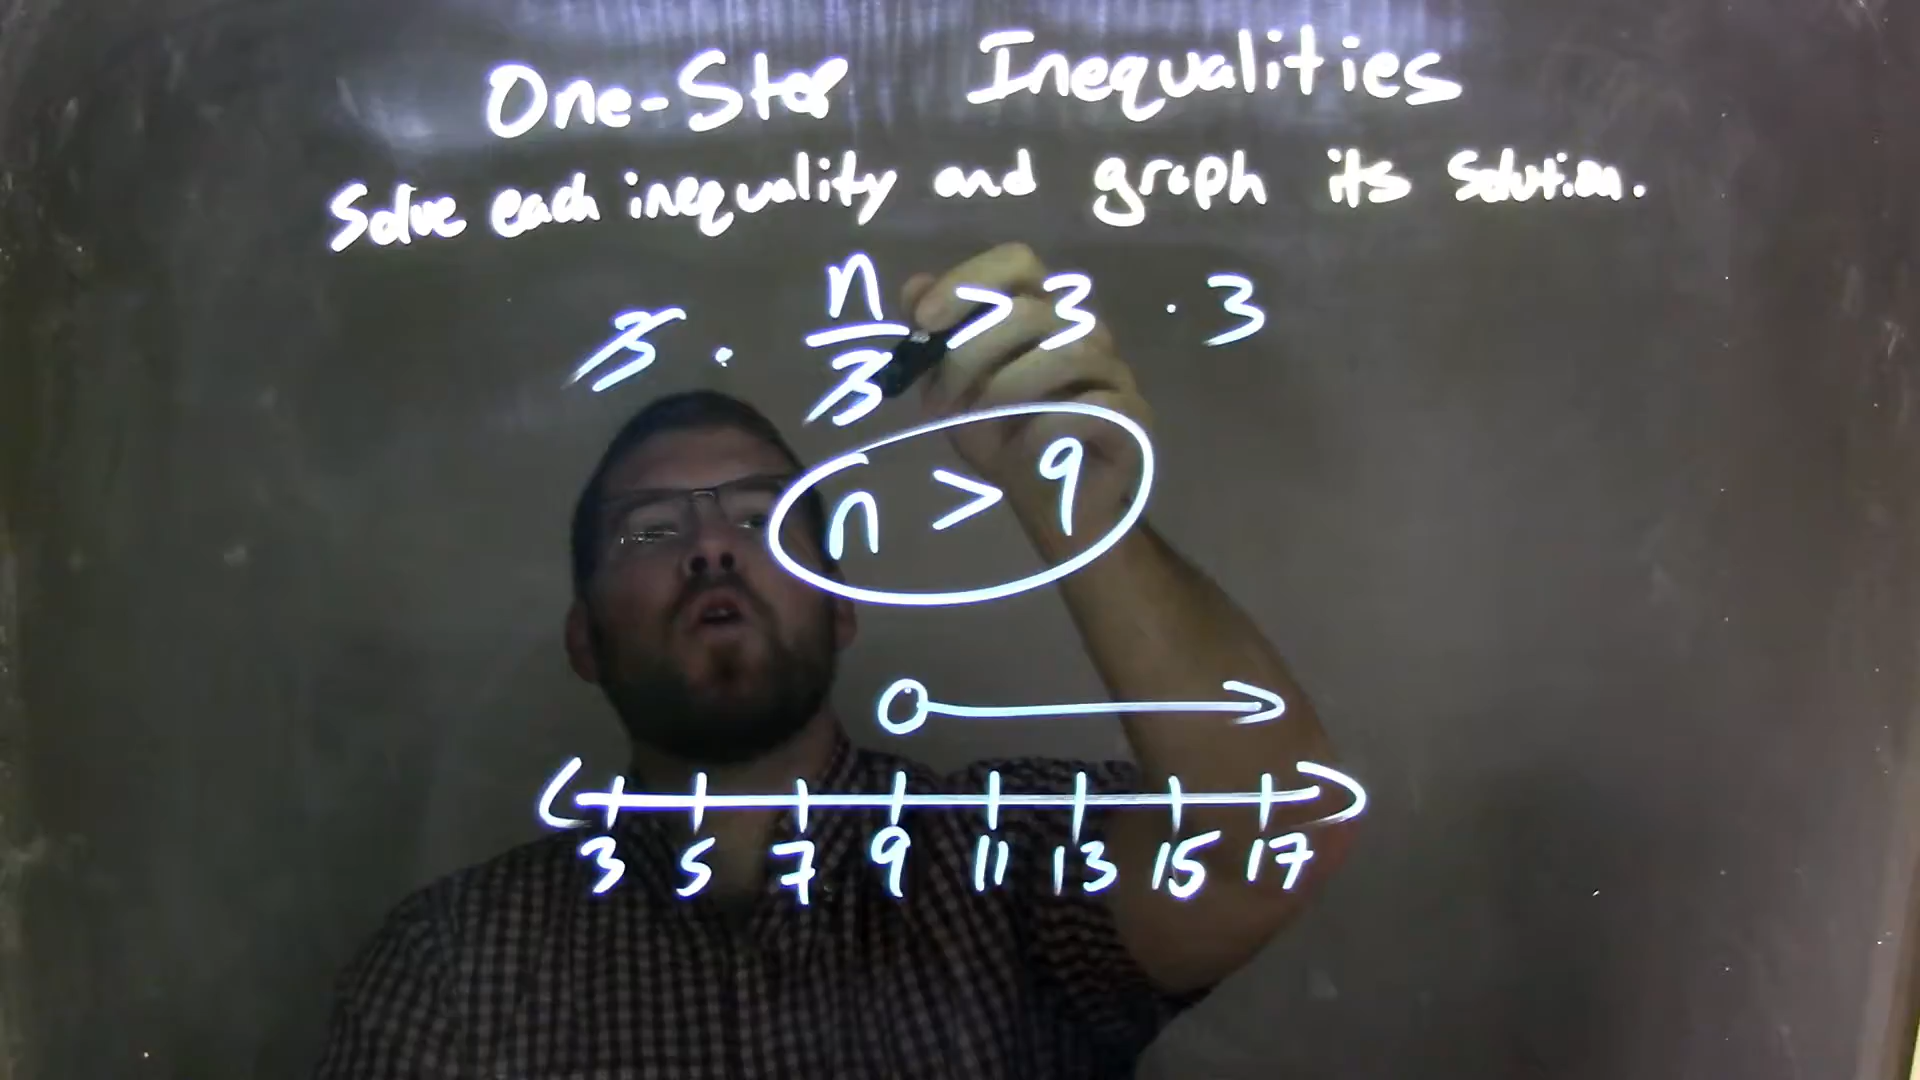 One-Step Inequalities
Solve each inequality and graph its solution.
3 · n/3 > 3 · 3
n > 9
3 5 7 9 11 13 15 17